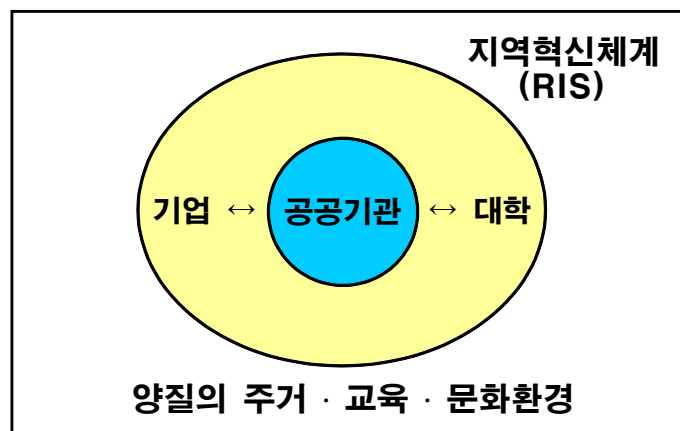 지역혁신체계
(RIS)
기업 ↔ 공공기관 ↔ 대학
양질의 주거 · 교육 · 문화환경